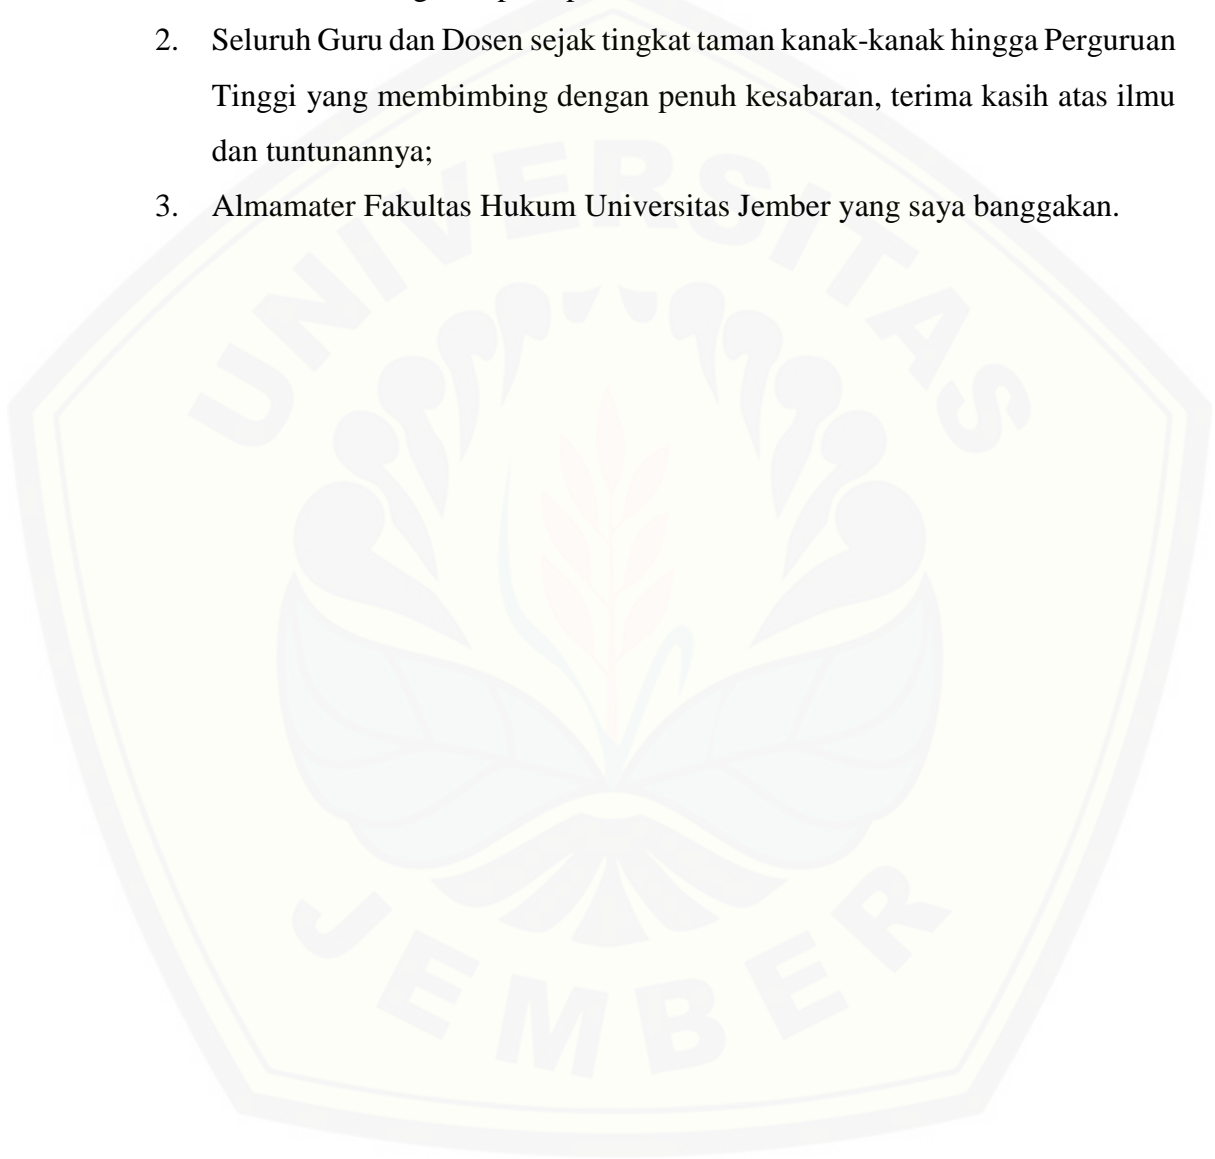 2. Seluruh Guru dan Dosen sejak tingkat taman kanak-kanak hingga Perguruan
Tinggi yang membimbing dengan penuh kesabaran, terima kasih atas ilmu
dan tuntunannya;
3. Almamater Fakultas Hukum Universitas Jember yang saya banggakan.
UNIVERSITAS
JEMBER